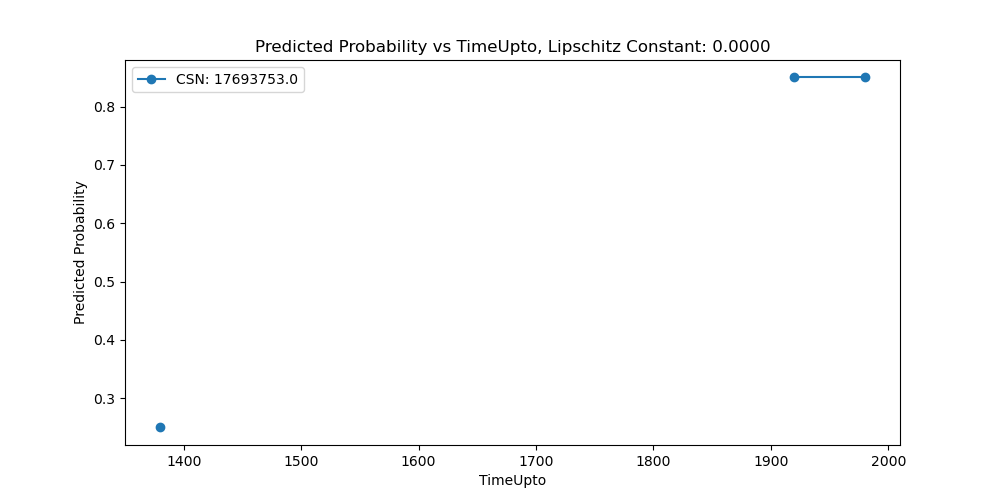 Predicted Probability vs TimeUpto, Lipschitz Constant: 0.0000
CSN: 17693753.0
Predicted Probability
0.8
0.7
0.6
0.5
0.4
0.3
1400 1500 1600 1700 1800 1900 2000
TimeUpto